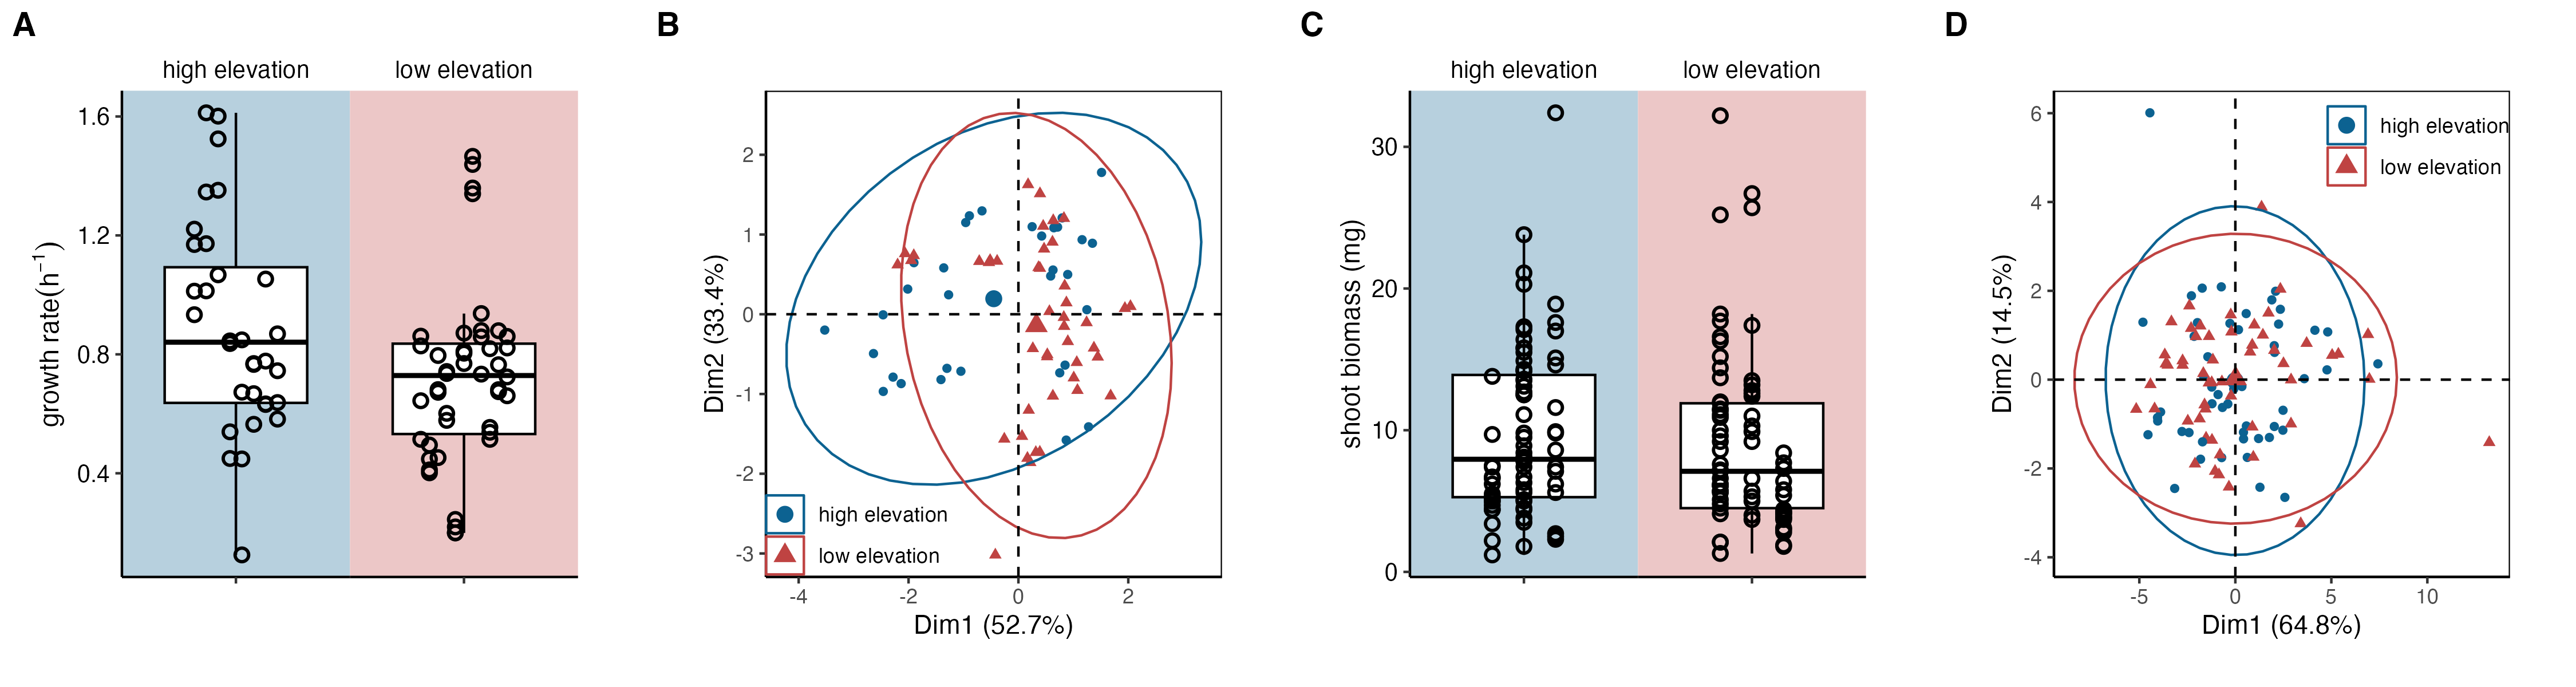 A
high elevation
low elevation
1.6
1.2
0.8
0.4
growth rate(h⁻¹)
B
2
1
0
-1
-2
-3
Dim2 (33.4%)
high elevation
low elevation
-4
-2
0
2
Dim1 (52.7%)
C
high elevation
low elevation
30
20
10
0
shoot biomass (mg)
D
6
4
2
0
-2
-4
Dim2 (14.5%)
high elevation
low elevation
-5
0
5
10
Dim1 (64.8%)